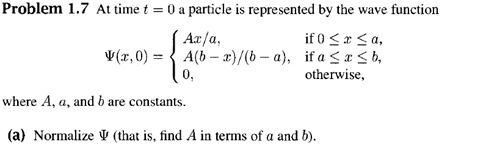 Problem 1.7 At time t = 0 a particle is represented by the wave function
Ψ(x, 0) = { Ax/a, if 0 ≤ x ≤ a,
A(b − x)/(b − a), if a ≤ x ≤ b,
0, otherwise,
where A, a, and b are constants.
(a) Normalize Ψ (that is, find A in terms of a and b).